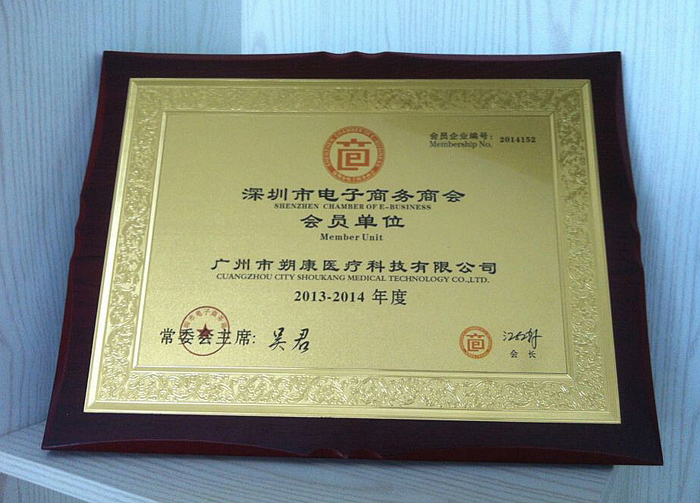 会员企业编号: 2014152
Membership No.
深圳市电子商务商会
SHENZHEN CHAMBER OF E-BUSINESS
会员单位
Member Unit
广州市朔康医疗科技有限公司
CUANGZHOU CITY SHOUKANG MEDICAL TECHNOLOGY CO.,LTD.
2013-2014 年度
常委会主席: 吴君
会长